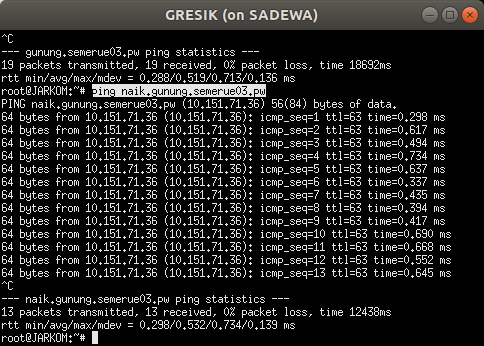 GRESIK (on SADEWA)
^C
--- gunung.semerue03.pw ping statistics ---
19 packets transmitted, 19 received, 0% packet loss, time 18692ms
rtt min/avg/max/mdev = 0.288/0.519/0.713/0.136 ms
root@JARKOM:~# ping naik.gunung.semerue03.pw
PING naik.gunung.semerue03.pw (10.151.71.36) 56(84) bytes of data.
64 bytes from 10.151.71.36 (10.151.71.36): icmp_seq=1 ttl=63 time=0.298 ms
64 bytes from 10.151.71.36 (10.151.71.36): icmp_seq=2 ttl=63 time=0.617 ms
64 bytes from 10.151.71.36 (10.151.71.36): icmp_seq=3 ttl=63 time=0.494 ms
64 bytes from 10.151.71.36 (10.151.71.36): icmp_seq=4 ttl=63 time=0.734 ms
64 bytes from 10.151.71.36 (10.151.71.36): icmp_seq=5 ttl=63 time=0.637 ms
64 bytes from 10.151.71.36 (10.151.71.36): icmp_seq=6 ttl=63 time=0.337 ms
64 bytes from 10.151.71.36 (10.151.71.36): icmp_seq=7 ttl=63 time=0.435 ms
64 bytes from 10.151.71.36 (10.151.71.36): icmp_seq=8 ttl=63 time=0.394 ms
64 bytes from 10.151.71.36 (10.151.71.36): icmp_seq=9 ttl=63 time=0.417 ms
64 bytes from 10.151.71.36 (10.151.71.36): icmp_seq=10 ttl=63 time=0.690 ms
64 bytes from 10.151.71.36 (10.151.71.36): icmp_seq=11 ttl=63 time=0.668 ms
64 bytes from 10.151.71.36 (10.151.71.36): icmp_seq=12 ttl=63 time=0.552 ms
64 bytes from 10.151.71.36 (10.151.71.36): icmp_seq=13 ttl=63 time=0.645 ms
^C
--- naik.gunung.semerue03.pw ping statistics ---
13 packets transmitted, 13 received, 0% packet loss, time 12438ms
rtt min/avg/max/mdev = 0.298/0.532/0.734/0.139 ms
root@JARKOM:~#